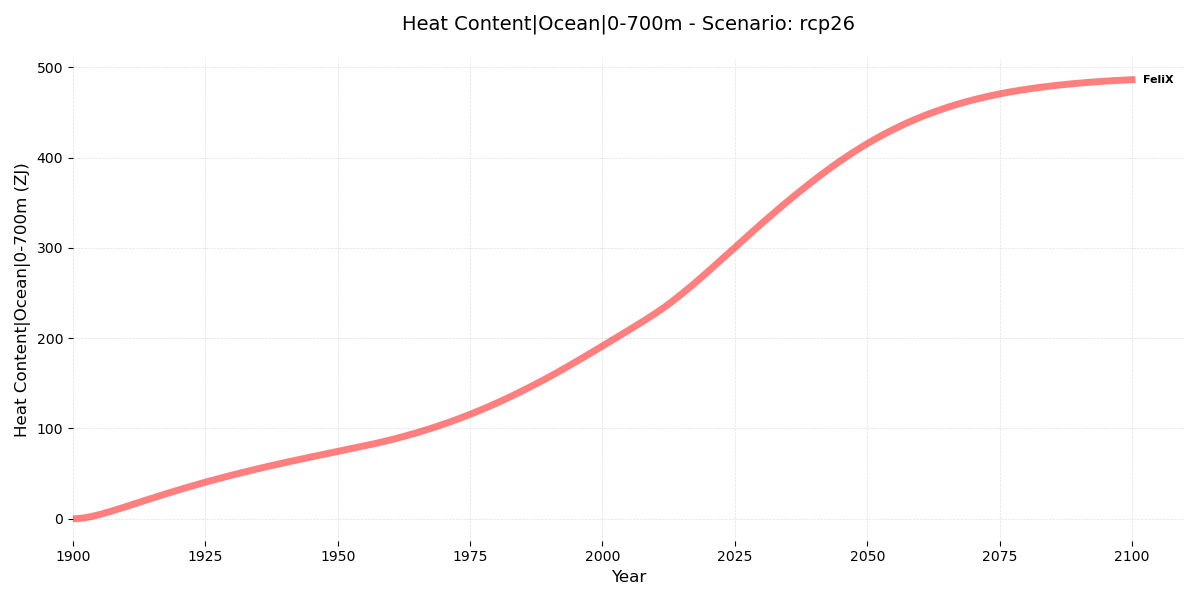 Heat Content|Ocean|0-700m - Scenario: rcp26
Heat Content|Ocean|0-700m (ZJ)
500
400
300
200
100
0
FeliX
1900 1925 1950 1975 2000 2025 2050 2075 2100
Year